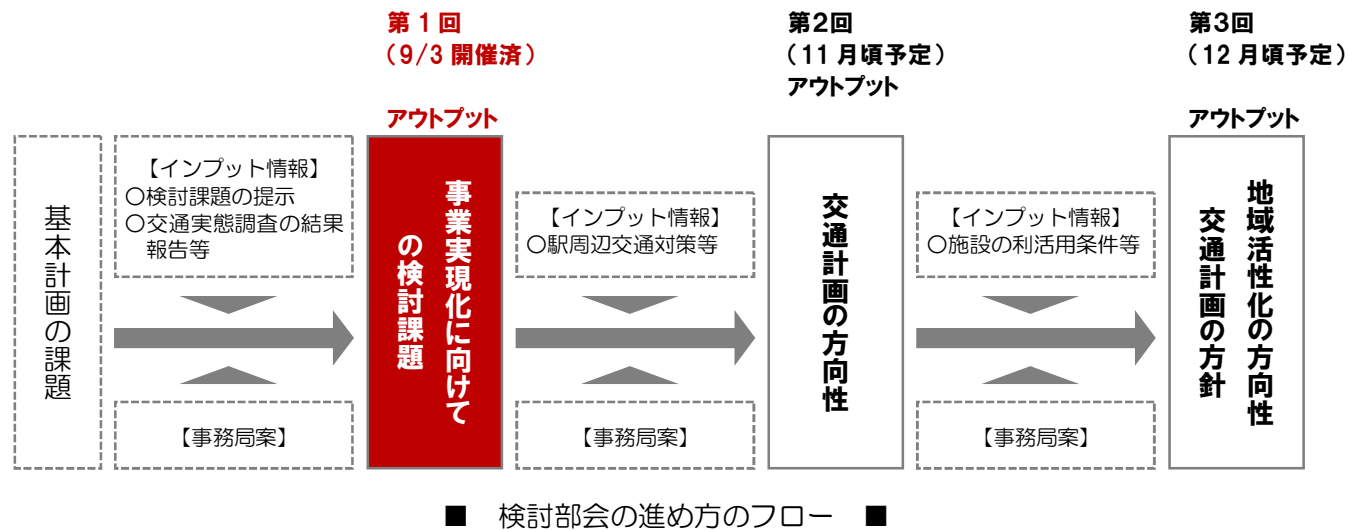 第1回
（9/3 開催済）
アウトプット
第2回
（11 月頃予定）
アウトプット
第3回
（12 月頃予定）
アウトプット
基本計画の課題
【インプット情報】
〇検討課題の提示
〇交通実態調査の結果
報告等
【事務局案】
事業実現化に向けて
の検討課題
【インプット情報】
〇駅周辺交通対策等
【事務局案】
交通計画の方向性
【インプット情報】
〇施設の利活用条件等
【事務局案】
地域活性化の方向性
交通計画の方針
■　検討部会の進め方のフロー　■